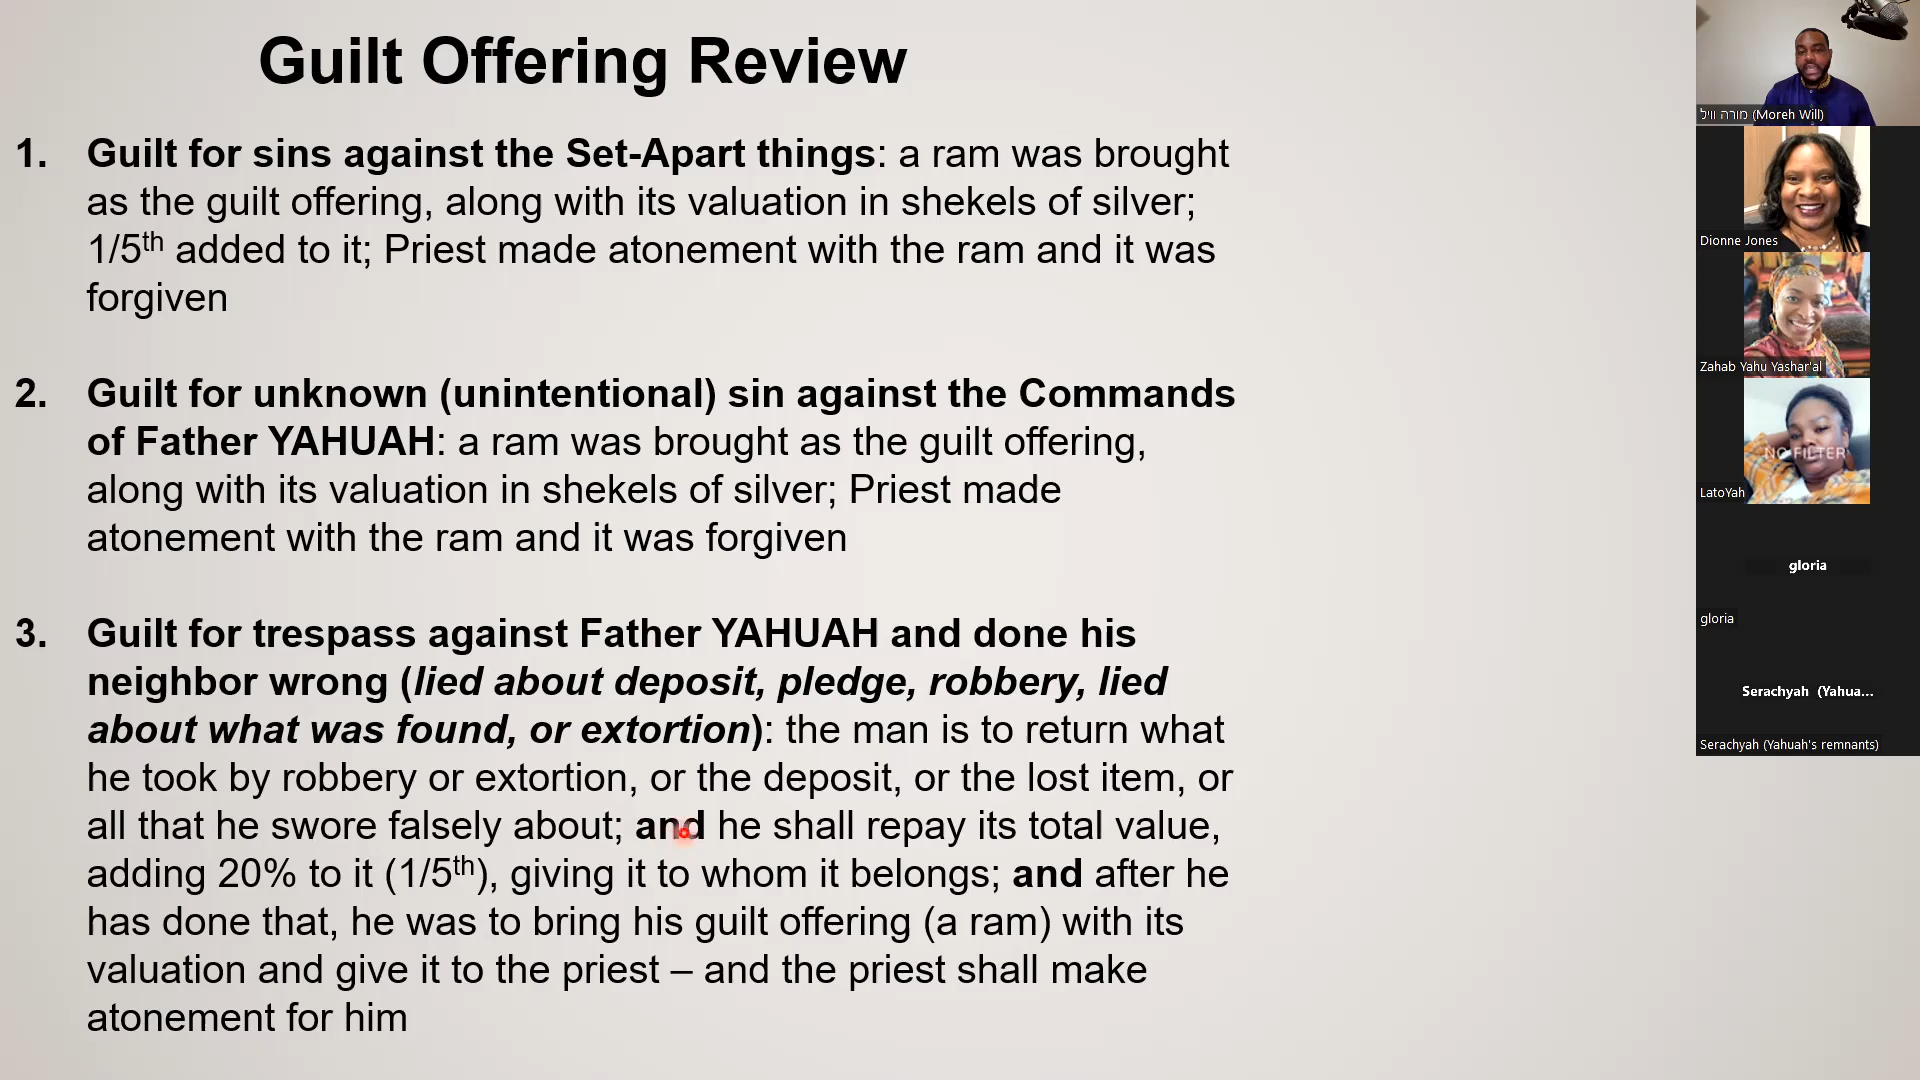 Guilt Offering Review
1. Guilt for sins against the Set-Apart things: a ram was brought
as the guilt offering, along with its valuation in shekels of silver;
1/5th added to it; Priest made atonement with the ram and it was
forgiven
2. Guilt for unknown (unintentional) sin against the Commands
of Father YAHUAH: a ram was brought as the guilt offering,
along with its valuation in shekels of silver; Priest made
atonement with the ram and it was forgiven
3. Guilt for trespass against Father YAHUAH and done his
neighbor wrong (lied about deposit, pledge, robbery, lied
about what was found, or extortion): the man is to return what
he took by robbery or extortion, or the deposit, or the lost item, or
all that he swore falsely about; and he shall repay its total value,
adding 20% to it (1/5th), giving it to whom it belongs; and after he
has done that, he was to bring his guilt offering (a ram) with its
valuation and give it to the priest – and the priest shall make
atonement for him
מורה וויל (Moreh Will)
Dionne Jones
Zahab Yahu Yashar'al
NO FILTER
LatoYah
gloria
gloria
Serachyah (Yahua...
Serachyah (Yahuah's remnants)